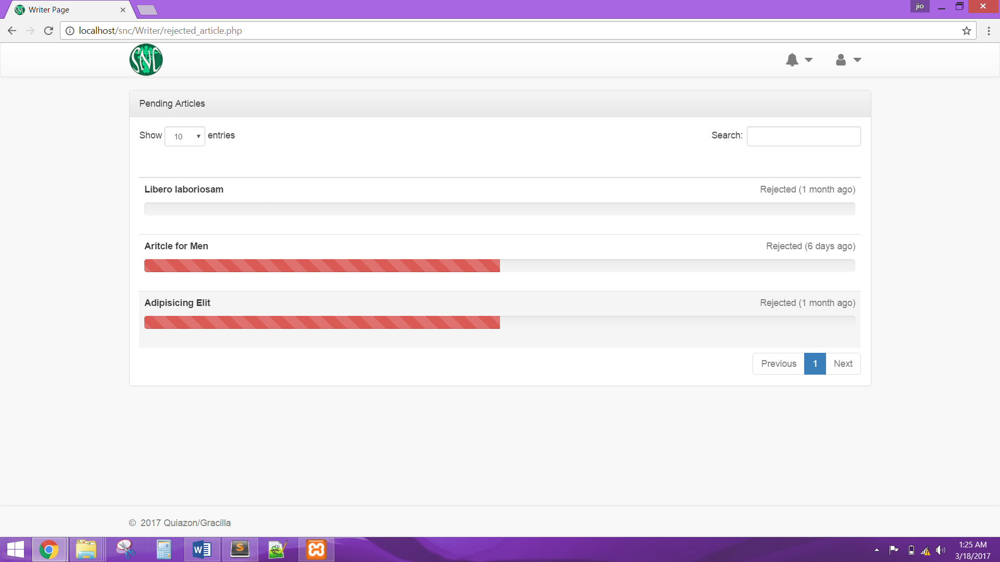 Writer Page
jio
localhost/snc/Writer/rejected_article.php
SNC
Pending Articles
Show 10 entries
Search:
Libero laboriosam
Rejected (1 month ago)
Aritcle for Men
Rejected (6 days ago)
Adipisicing Elit
Rejected (1 month ago)
Previous 1 Next
© 2017 Quiazon/Gracilla
1:25 AM
3/18/2017